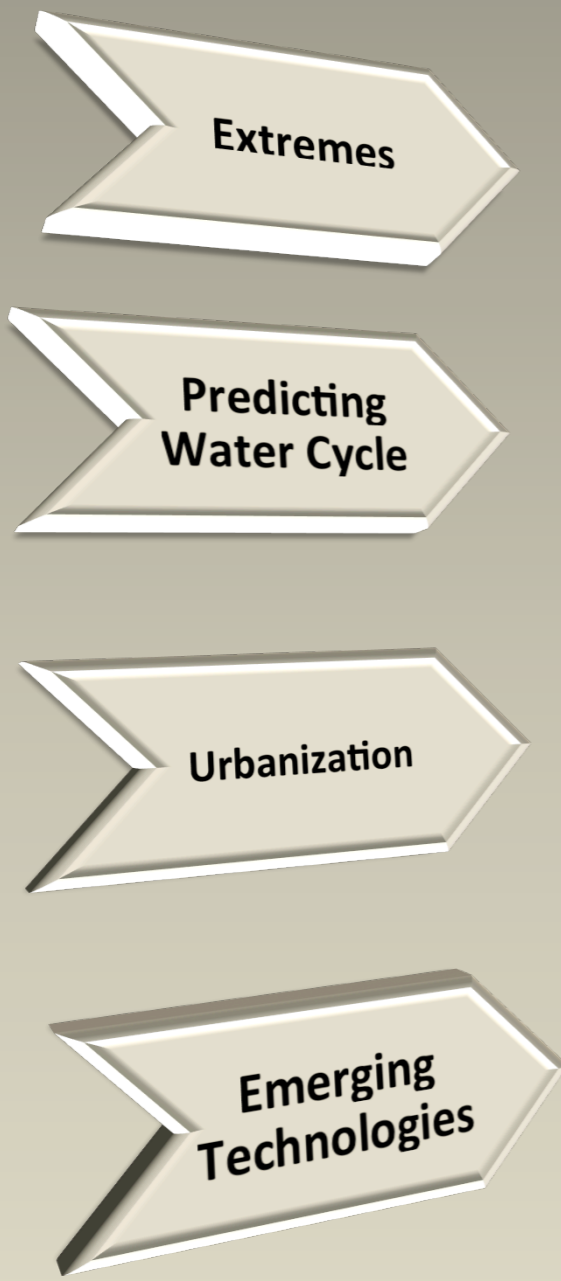 Extremes
Predicting
Water Cycle
Urbanization
Emerging
Technologies